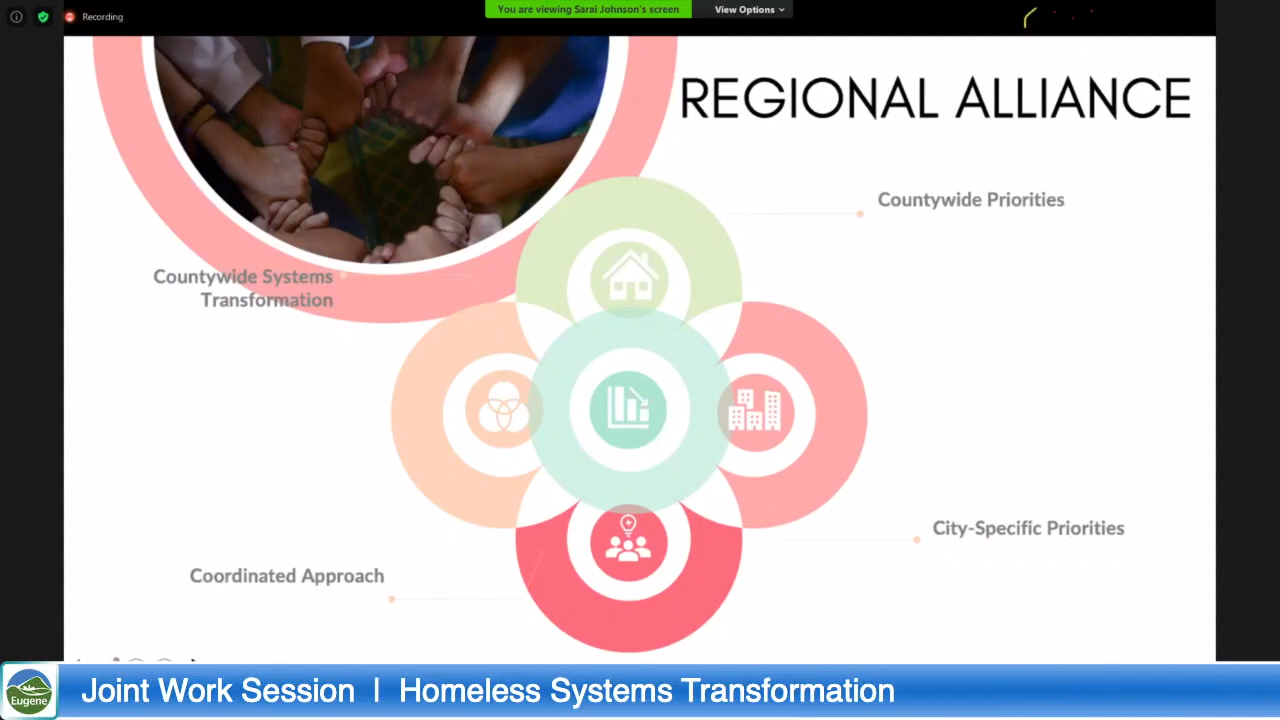 Recording
You are viewing Sarai Johnson's screen
View Options
REGIONAL ALLIANCE
Countywide Priorities
Countywide Systems
Transformation
City-Specific Priorities
Coordinated Approach
Eugene
Joint Work Session | Homeless Systems Transformation